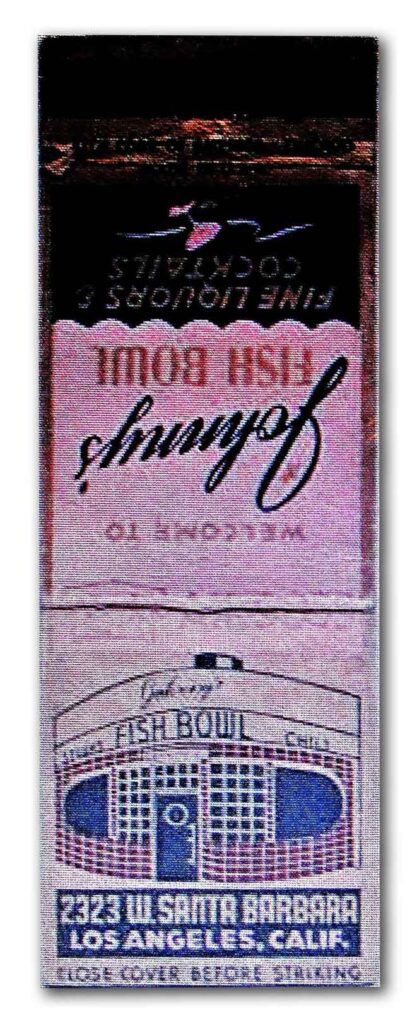 WELCOME TO
Johnny's
FISH BOWL
FINE LIQUORS &
COCKTAILS
Johnny's
FISH BOWL
CHILI
2323 W. SANTA BARBARA
LOS ANGELES, CALIF.
CLOSE COVER BEFORE STRIKING